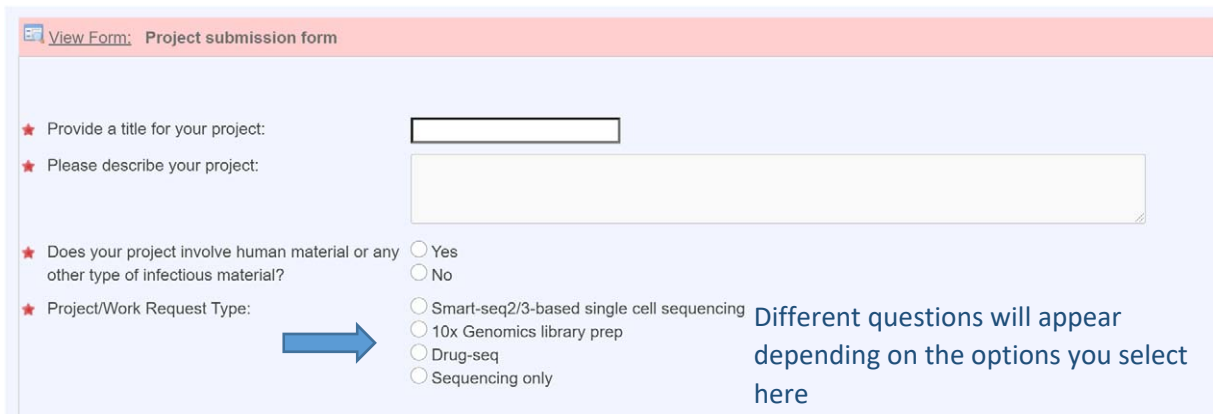 View Form: Project submission form
Provide a title for your project:
Please describe your project:
Does your project involve human material or any
other type of infectious material?
Yes
No
Project/Work Request Type:
Smart-seq2/3-based single cell sequencing
10x Genomics library prep
Drug-seq
Sequencing only
Different questions will appear
depending on the options you select
here